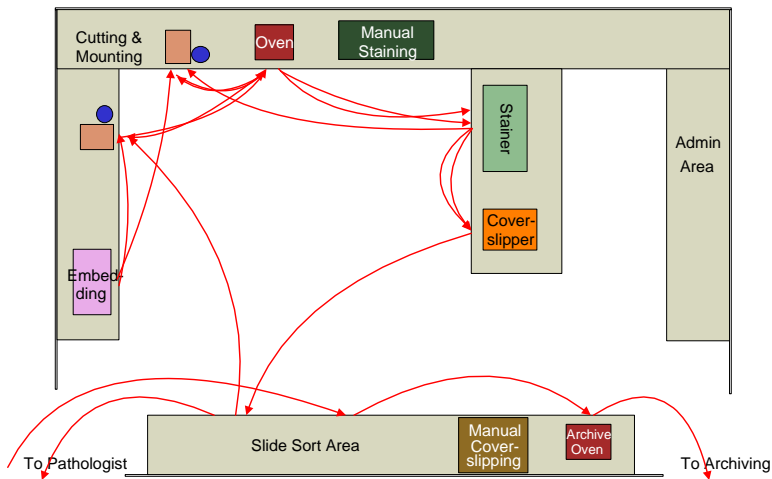 Cutting &
Mounting
Oven
Manual
Staining
Stainer
Admin
Area
Cover-
slipper
Embed-
ding
Slide Sort Area
Manual
Cover-
slipping
Archive
Oven
To Pathologist
To Archiving